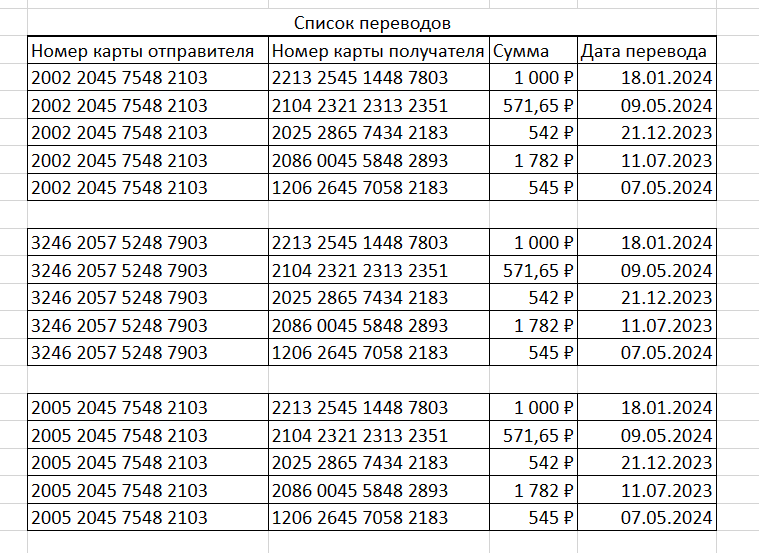 Список переводов
Номер карты отправителя Номер карты получателя Сумма Дата перевода
2002 2045 7548 2103 2213 2545 1448 7803 1 000 ₽ 18.01.2024
2002 2045 7548 2103 2104 2321 2313 2351 571,65 ₽ 09.05.2024
2002 2045 7548 2103 2025 2865 7434 2183 542 ₽ 21.12.2023
2002 2045 7548 2103 2086 0045 5848 2893 1 782 ₽ 11.07.2023
2002 2045 7548 2103 1206 2645 7058 2183 545 ₽ 07.05.2024
3246 2057 5248 7903 2213 2545 1448 7803 1 000 ₽ 18.01.2024
3246 2057 5248 7903 2104 2321 2313 2351 571,65 ₽ 09.05.2024
3246 2057 5248 7903 2025 2865 7434 2183 542 ₽ 21.12.2023
3246 2057 5248 7903 2086 0045 5848 2893 1 782 ₽ 11.07.2023
3246 2057 5248 7903 1206 2645 7058 2183 545 ₽ 07.05.2024
2005 2045 7548 2103 2213 2545 1448 7803 1 000 ₽ 18.01.2024
2005 2045 7548 2103 2104 2321 2313 2351 571,65 ₽ 09.05.2024
2005 2045 7548 2103 2025 2865 7434 2183 542 ₽ 21.12.2023
2005 2045 7548 2103 2086 0045 5848 2893 1 782 ₽ 11.07.2023
2005 2045 7548 2103 1206 2645 7058 2183 545 ₽ 07.05.2024